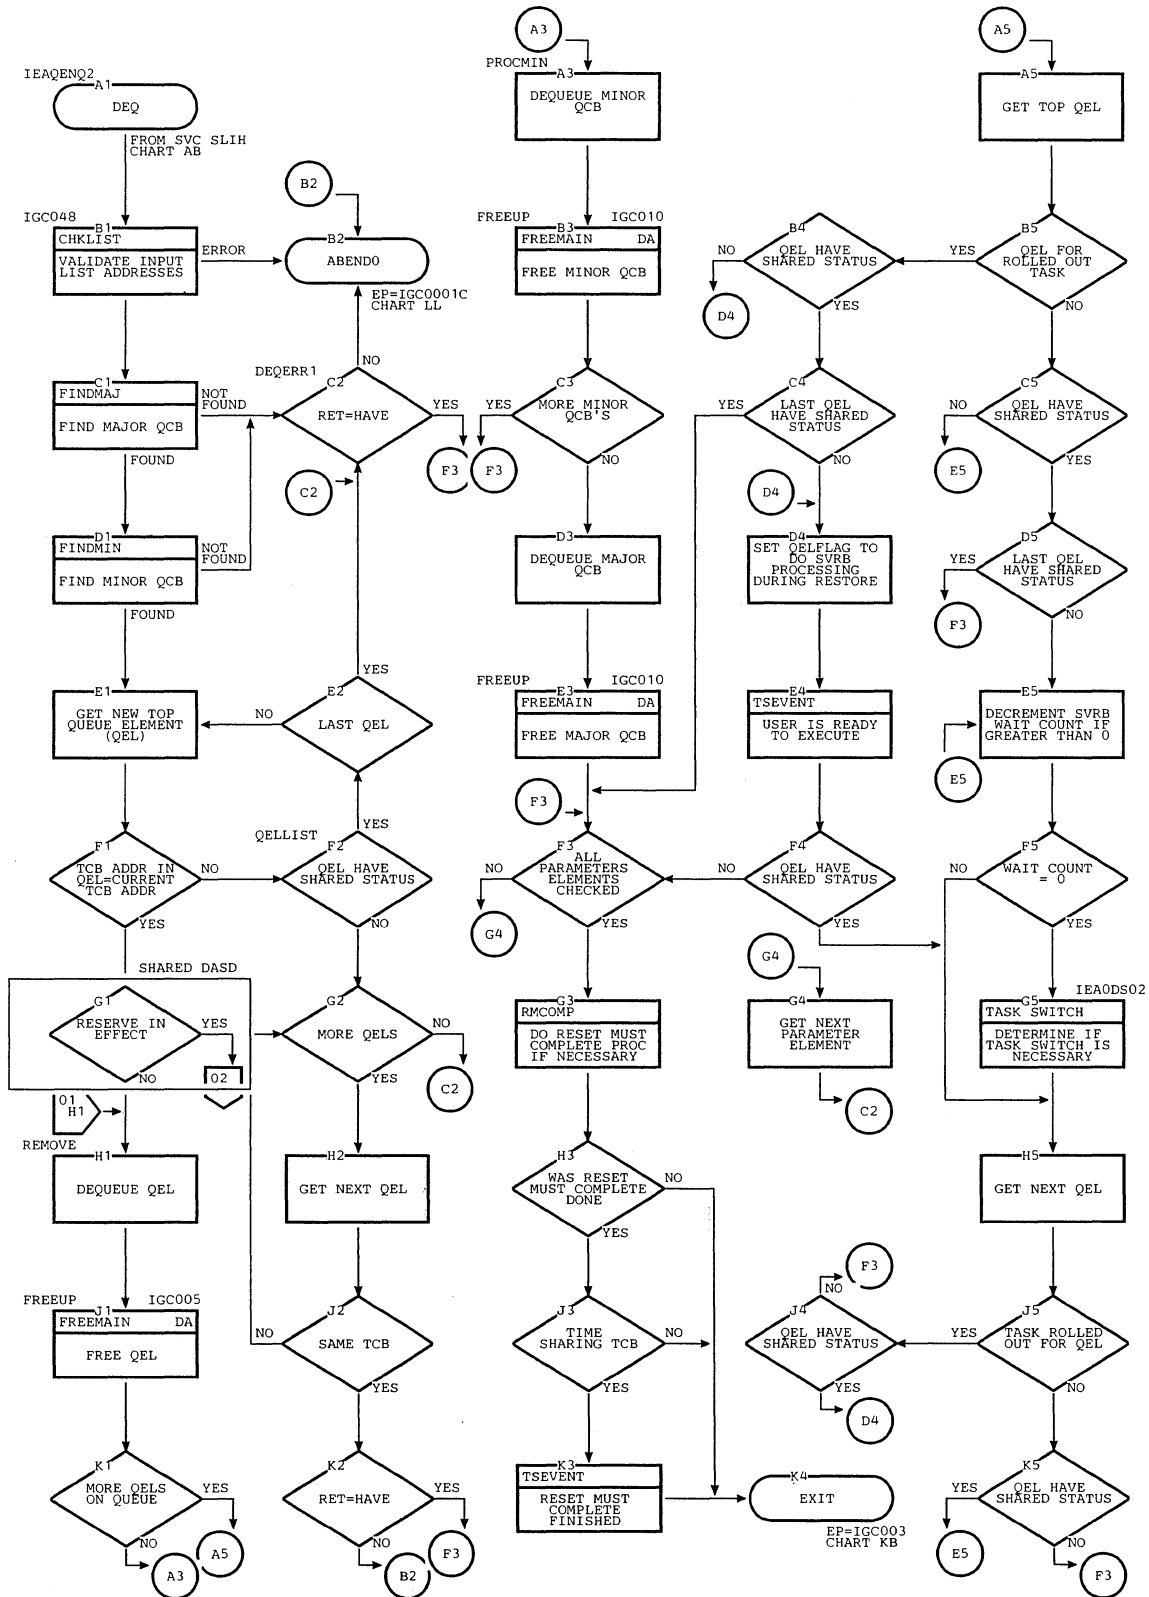 IEAQENQ2
A1
DEQ
FROM SVC SLIH
CHART AB
IGC048
B1
CHKLIST
VALIDATE INPUT
LIST ADDRESSES
ERROR
C1
FINDMAJ
FIND MAJOR QCB
NOT
FOUND
FOUND
D1
FINDMIN
FIND MINOR QCB
NOT
FOUND
FOUND
E1
GET NEW TOP
QUEUE ELEMENT
(QEL)
F1
TCB ADDR IN
QEL=CURRENT
TCB ADDR
NO
YES
SHARED DASD
G1
RESERVE IN
EFFECT
YES
NO
02
01
H1
REMOVE
H1
DEQUEUE QEL
FREEUP
J1
IGC005
FREEMAIN DA
FREE QEL
K1
MORE QELS
ON QUEUE
YES
NO
A5
A3
B2
B2
ABEND0
EP=IGC0001C
CHART LL
NO
DEQERR1
C2
RET=HAVE
YES
F3
C2
YES
E2
LAST QEL
NO
YES
QELLIST
F2
QEL HAVE
SHARED STATUS
NO
G2
MORE QELS
NO
YES
C2
H2
GET NEXT QEL
J2
SAME TCB
NO
YES
K2
RET=HAVE
YES
NO
F3
B2
A3
PROCMIN
A3
DEQUEUE MINOR
QCB
FREEUP
B3
IGC010
FREEMAIN DA
FREE MINOR QCB
C3
MORE MINOR
QCB'S
YES
NO
F3
D3
DEQUEUE MAJOR
QCB
FREEUP
E3
IGC010
FREEMAIN DA
FREE MAJOR QCB
F3
F3
ALL
PARAMETERS
ELEMENTS
CHECKED
NO
YES
G4
G3
RMCOMP
DO RESET MUST
COMPLETE PROC
IF NECESSARY
H3
WAS RESET
MUST COMPLETE
DONE
NO
YES
J3
TIME
SHARING TCB
NO
YES
K3
TSEVENT
RESET MUST
COMPLETE
FINISHED
B4
QEL HAVE
SHARED STATUS
NO
YES
D4
C4
LAST QEL
HAVE SHARED
STATUS
YES
NO
D4
D4
SET QELFLAG TO
DO SVRB
PROCESSING
DURING RESTORE
E4
TSEVENT
USER IS READY
TO EXECUTE
F4
QEL HAVE
SHARED STATUS
NO
YES
G4
G4
GET NEXT
PARAMETER
ELEMENT
C2
F3
NO
J4
QEL HAVE
SHARED STATUS
YES
D4
K4
EXIT
EP=IGC003
CHART KB
A5
A5
GET TOP QEL
B5
QEL FOR
ROLLED OUT
TASK
YES
NO
C5
QEL HAVE
SHARED STATUS
NO
YES
E5
D5
LAST QEL
HAVE SHARED
STATUS
YES
NO
F3
E5
DECREMENT SVRB
WAIT COUNT IF
GREATER THAN 0
E5
F5
WAIT COUNT
= 0
NO
YES
IEA0DS02
G5
TASK SWITCH
DETERMINE IF
TASK SWITCH IS
NECESSARY
H5
GET NEXT QEL
J5
TASK ROLLED
OUT FOR QEL
YES
NO
K5
QEL HAVE
SHARED STATUS
YES
NO
E5
F3